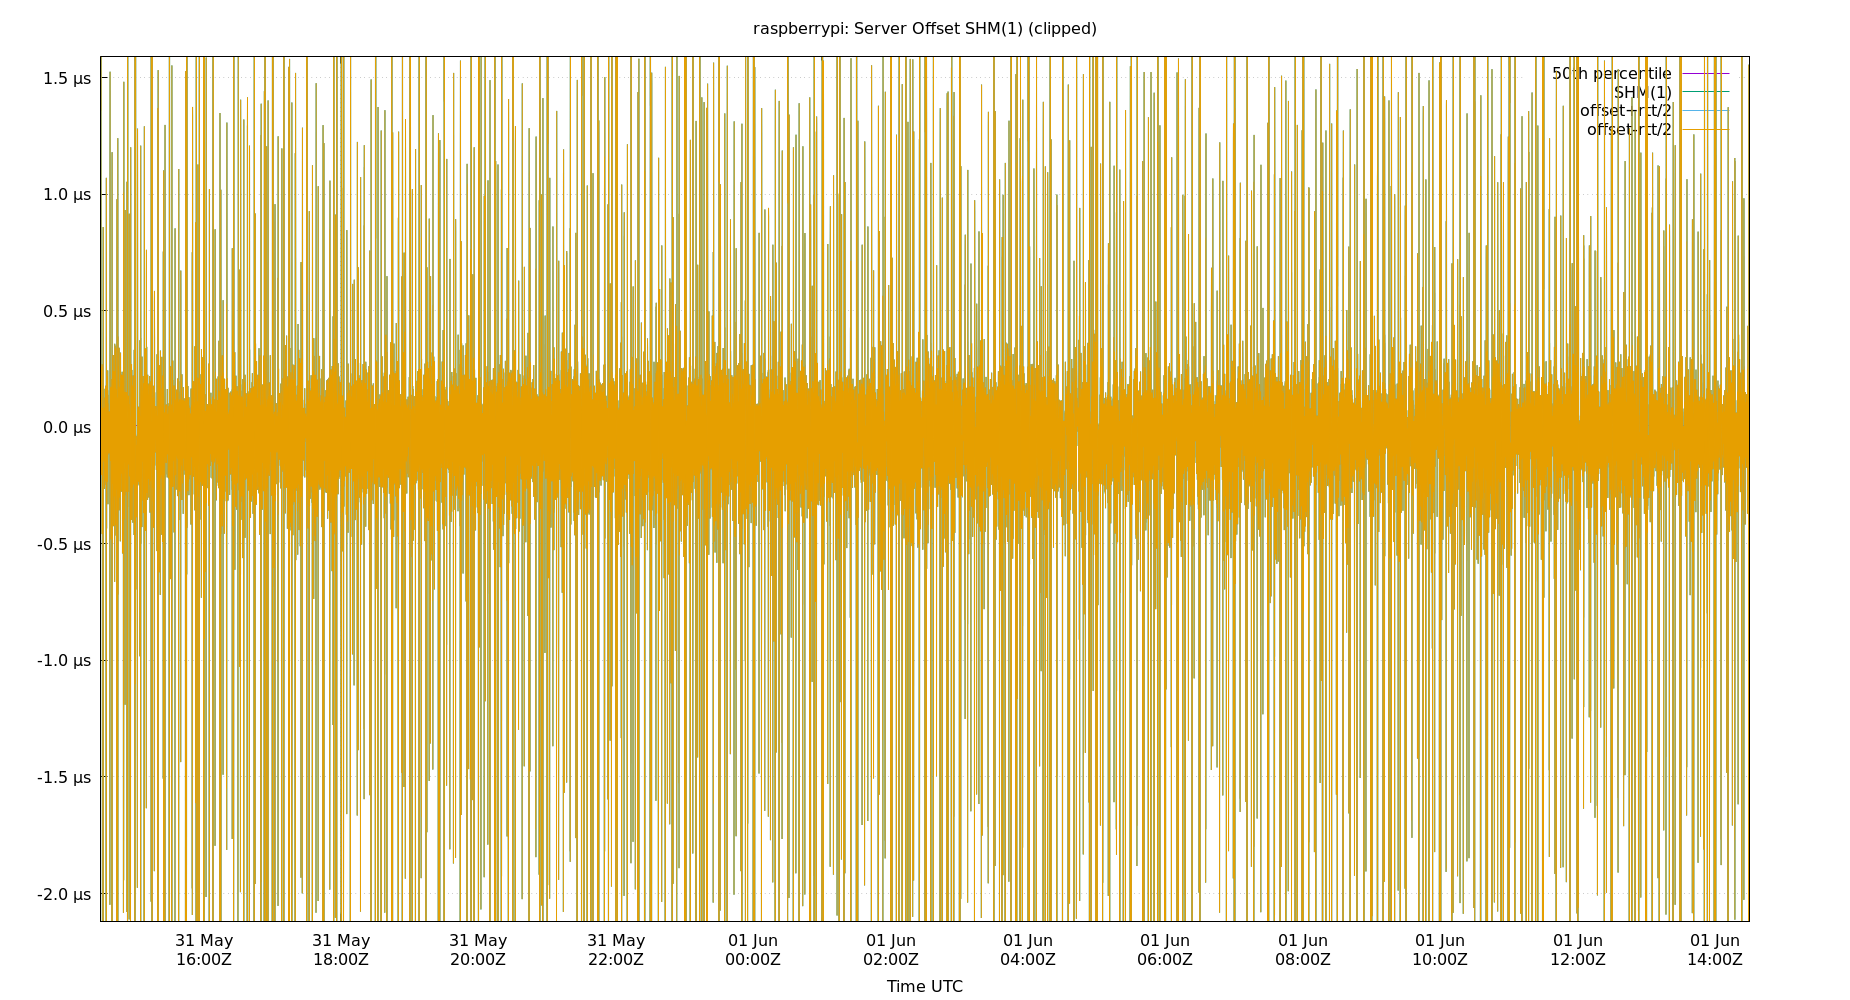 raspberrypi: Server Offset SHM(1) (clipped)
50th percentile
SHM(1)
offset+rtt/2
offset-rtt/2
1.5 µs
1.0 µs
0.5 µs
0.0 µs
-0.5 µs
-1.0 µs
-1.5 µs
-2.0 µs
31 May 31 May 31 May 31 May 01 Jun 01 Jun 01 Jun 01 Jun 01 Jun 01 Jun 01 Jun 01 Jun
16:00Z 18:00Z 20:00Z 22:00Z 00:00Z 02:00Z 04:00Z 06:00Z 08:00Z 10:00Z 12:00Z 14:00Z
Time UTC